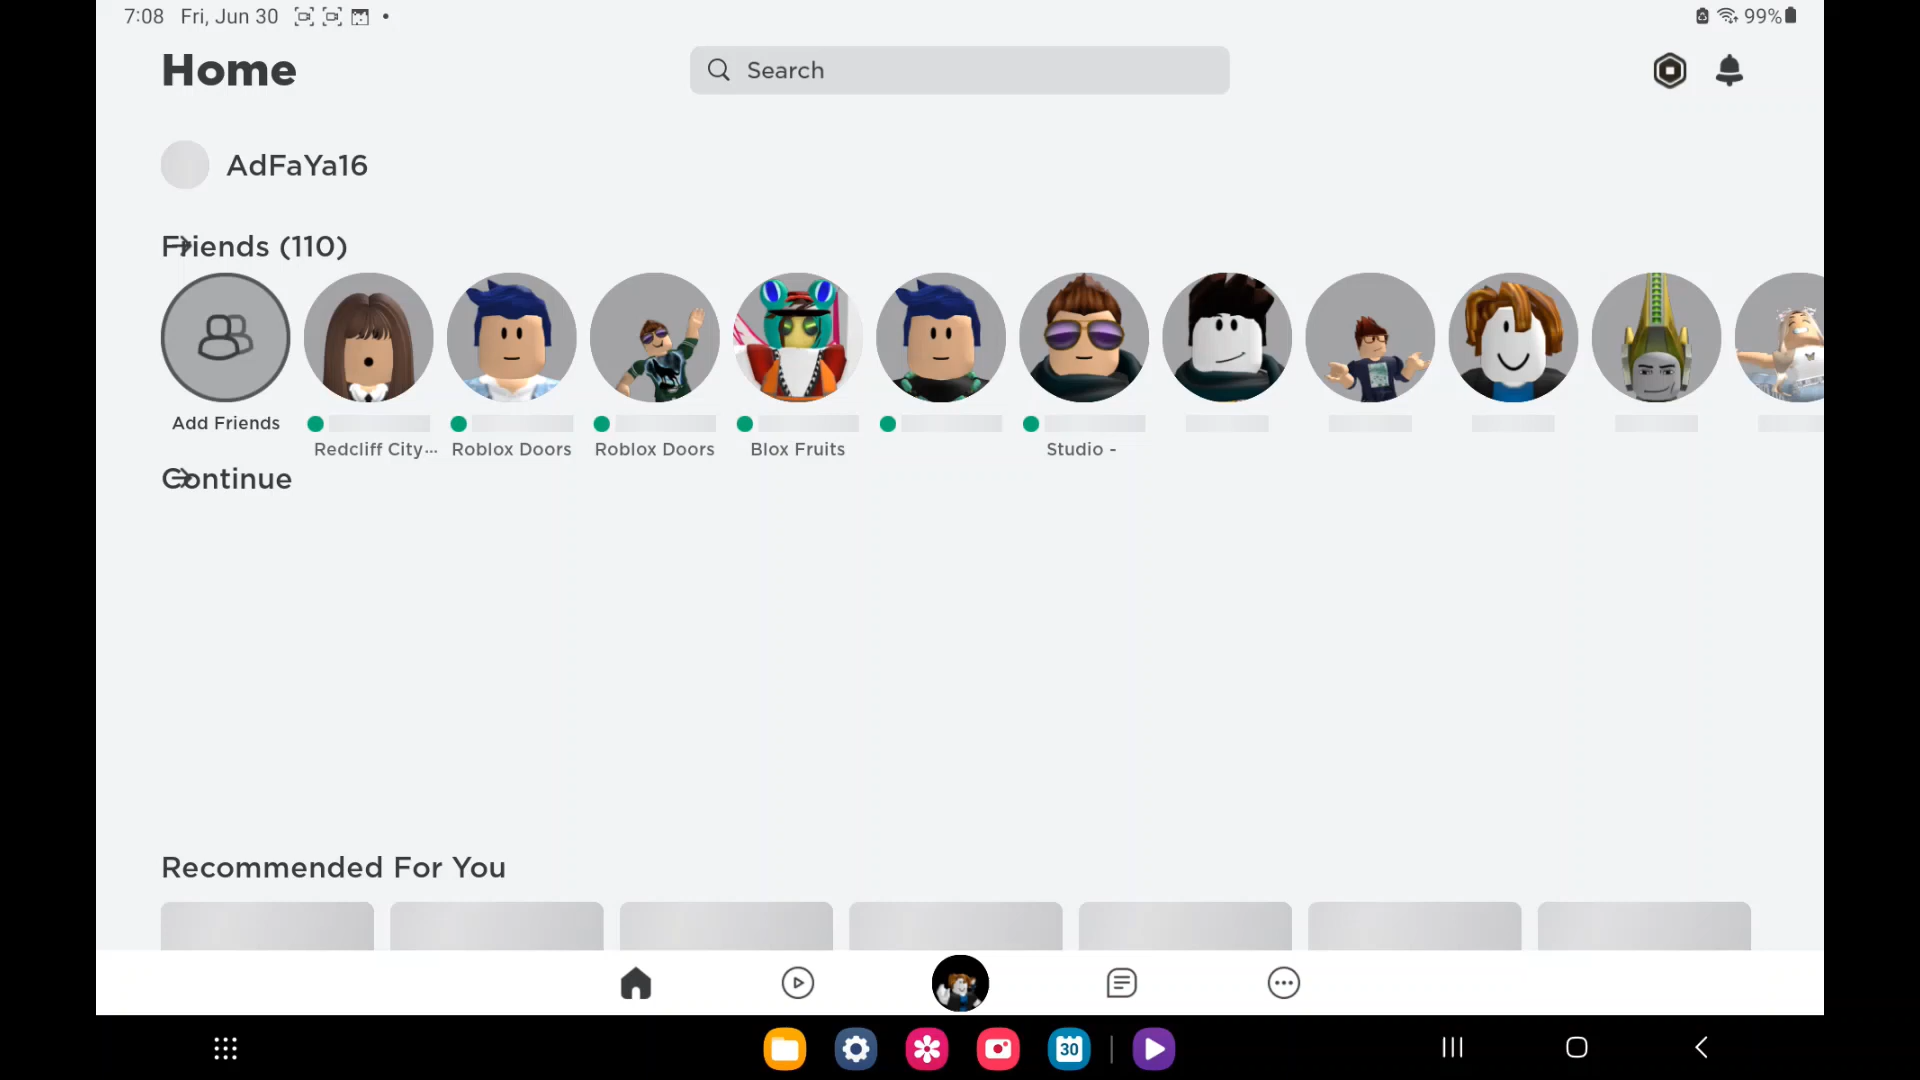 7:08 Fri, Jun 30 99%
Home
Search
AdFaYa16
Friends (110)
Add Friends
Redcliff City... Roblox Doors Roblox Doors Blox Fruits Studio -
Continue
Recommended For You
30